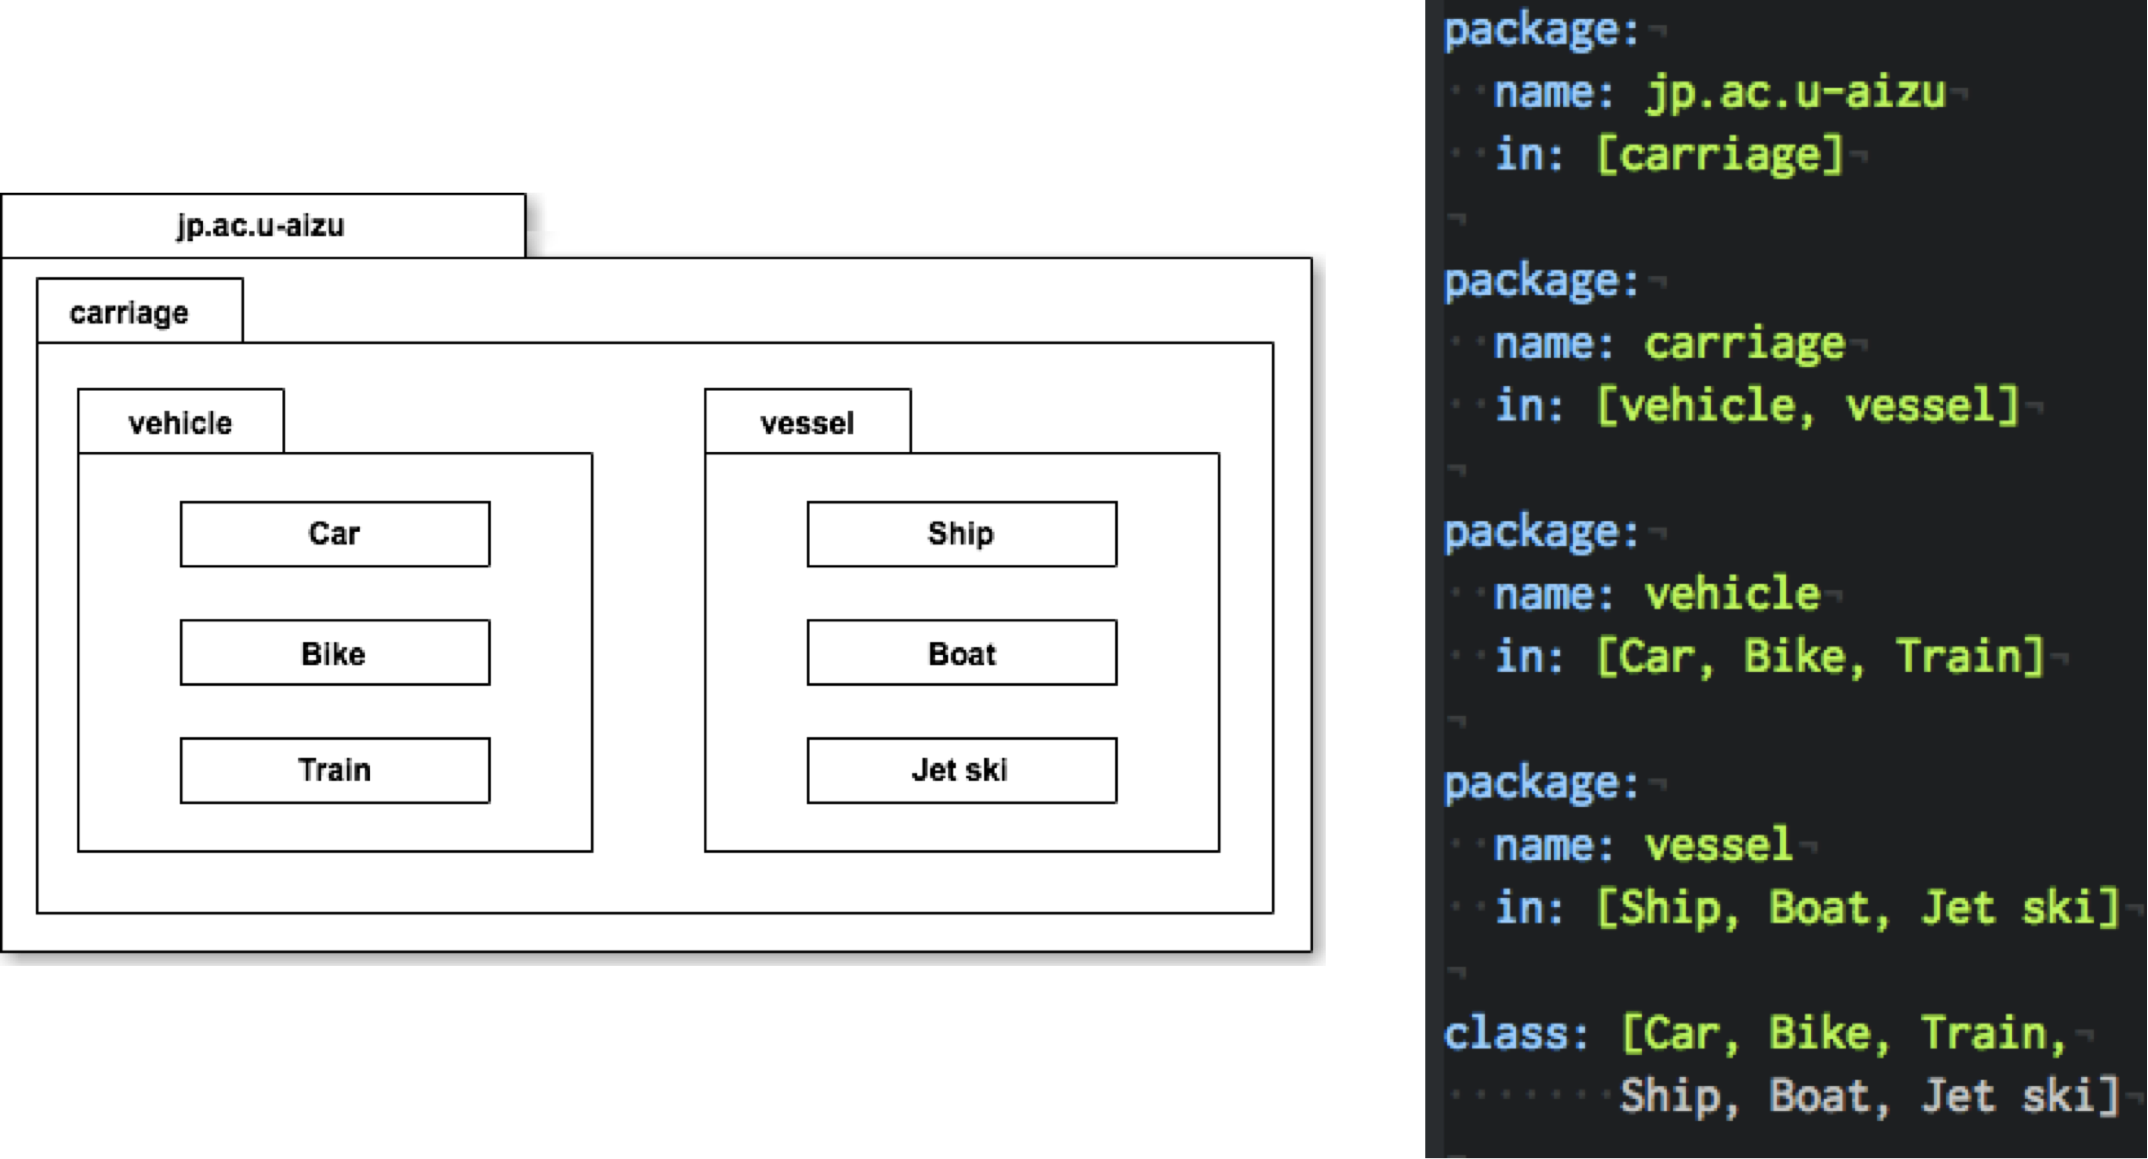 jp.ac.u-aizu
carriage
vehicle
vessel
Car
Ship
Bike
Boat
Train
Jet ski
package:
name: jp.ac.u-aizu
in: [carriage]
package:
name: carriage
in: [vehicle, vessel]
package:
name: vehicle
in: [Car, Bike, Train]
package:
name: vessel
in: [Ship, Boat, Jet ski]
class: [Car, Bike, Train,
Ship, Boat, Jet ski]